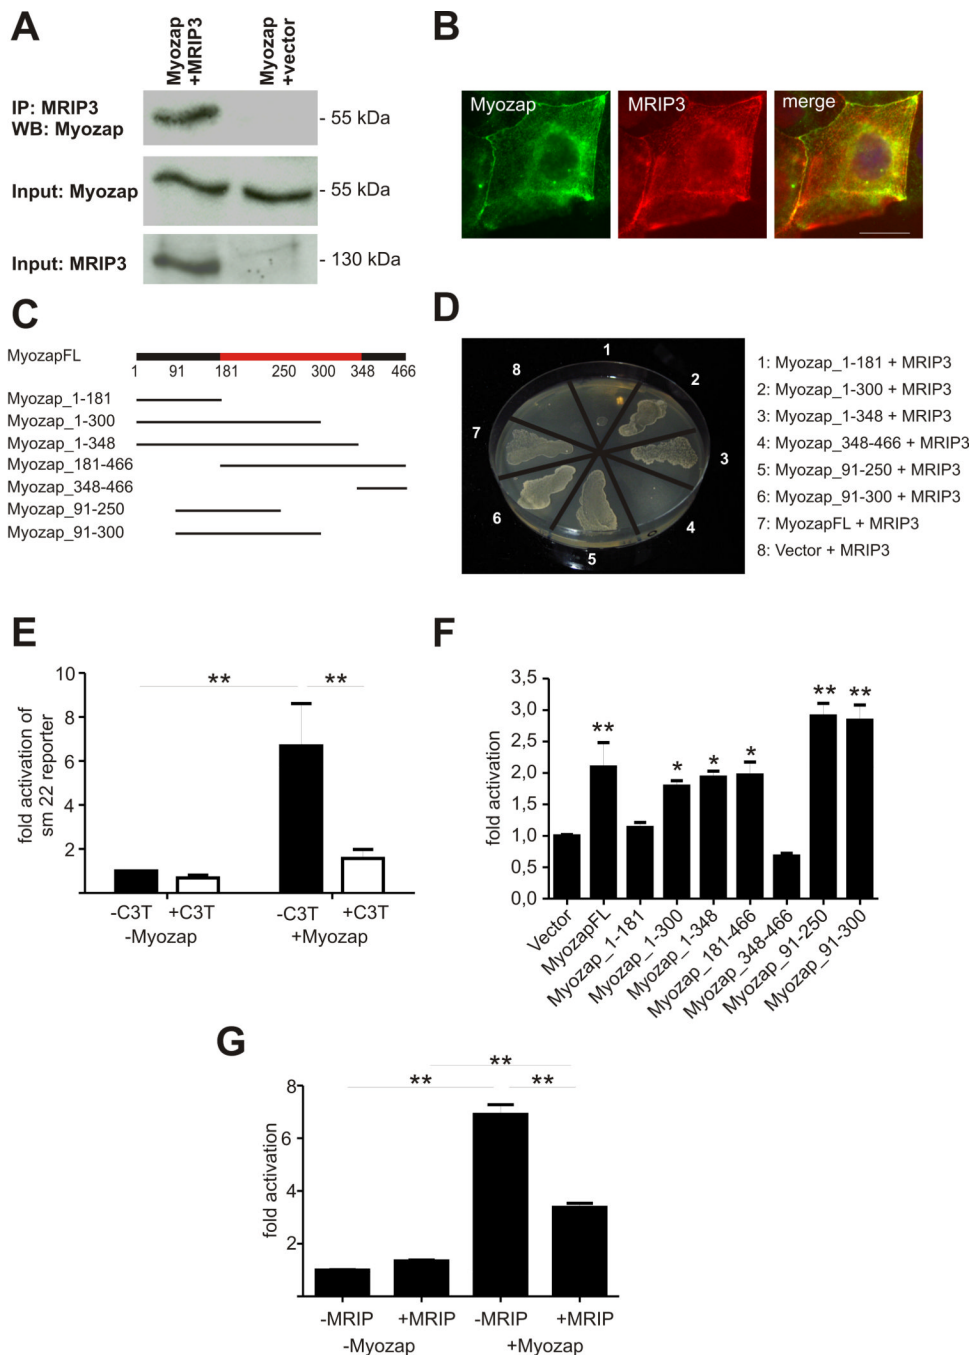 A
Myozap
+MRIP3
Myozap
+vector
IP: MRIP3
WB: Myozap
- 55 kDa
Input: Myozap
- 55 kDa
Input: MRIP3
- 130 kDa
B
Myozap
MRIP3
merge
C
MyozapFL
1 91 181 250 300 348 466
Myozap_1-181
Myozap_1-300
Myozap_1-348
Myozap_181-466
Myozap_348-466
Myozap_91-250
Myozap_91-300
D
1
2
3
4
5
6
7
8
1: Myozap_1-181 + MRIP3
2: Myozap_1-300 + MRIP3
3: Myozap_1-348 + MRIP3
4: Myozap_348-466 + MRIP3
5: Myozap_91-250 + MRIP3
6: Myozap_91-300 + MRIP3
7: MyozapFL + MRIP3
8: Vector + MRIP3
E
fold activation of
sm 22 reporter
10
8
6
4
2
** **
-C3T +C3T -C3T +C3T
-Myozap +Myozap
F
fold activation
3,5
3,0
2,5
2,0
1,5
1,0
0,5
0,0
** * * * ** **
Vector
MyozapFL
Myozap_1-181
Myozap_1-300
Myozap_1-348
Myozap_181-466
Myozap_348-466
Myozap_91-250
Myozap_91-300
G
fold activation
8
6
4
2
**
** **
-MRIP +MRIP -MRIP +MRIP
-Myozap +Myozap